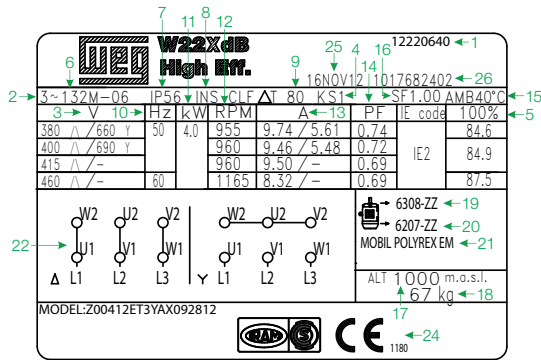 7 11 8 12
WEG W22XdB
High Eff.
12220640 1
6 9 25 4 14 16
16NOV12 1017682402 26
2 3~132M-06 IP56 INS CLF ΔT 80 KS1 SF1.00 AMB40°C 15
3 V 10 Hz kW RPM A 13 PF IE code 100% 5
380 △/660 Y 50 4.0 955 9.74/5.61 0.74 IE2 84.6
400 △/690 Y 960 9.46/5.48 0.72 84.9
415 △/- 960 9.50/- 0.69
460 △/- 60 1165 8.32/- 0.69 87.5
W2 U2 V2 W2 U2 V2
22 U1 V1 W1 U1 V1 W1
Δ L1 L2 L3 Y L1 L2 L3
6308-ZZ 19
6207-ZZ 20
MOBIL POLYREX EM 21
ALT 1000 m.a.s.l.
67 kg 18
17
MODEL:Z00412ET3YAX092812
IRAM S CE 1180 24